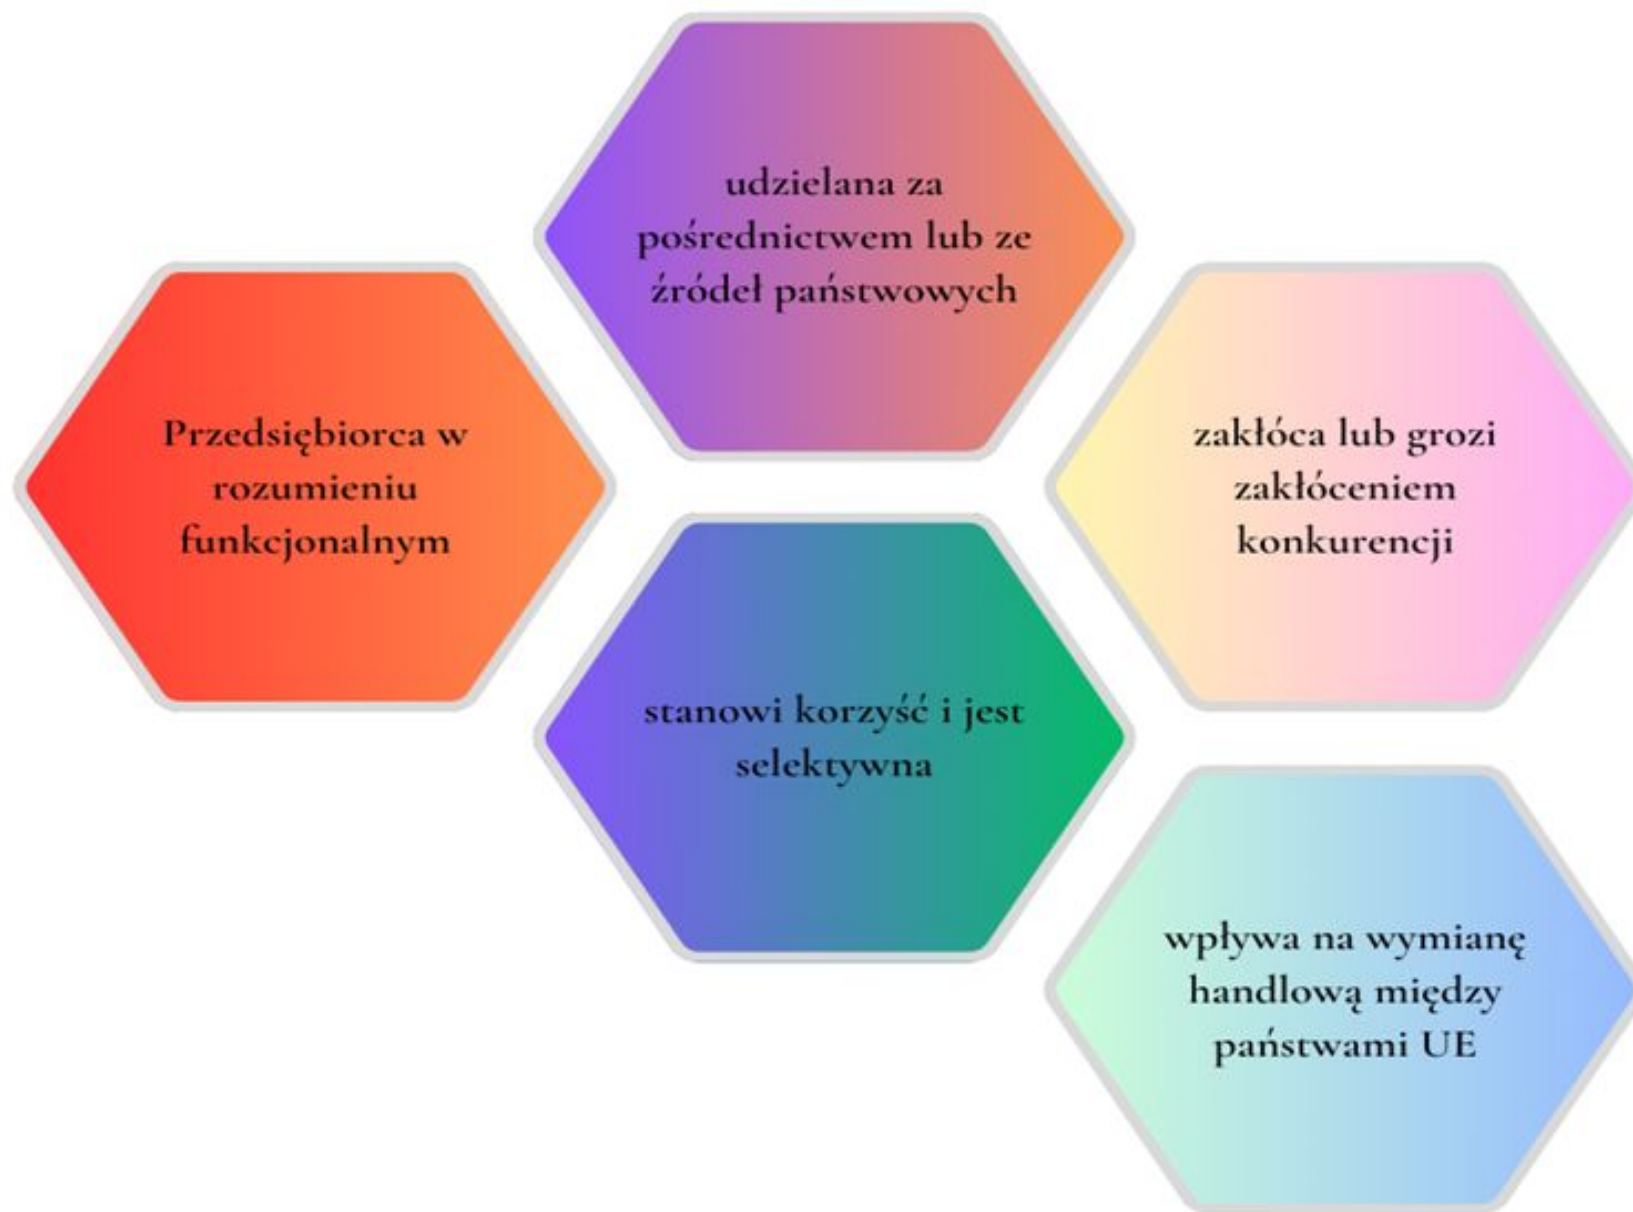 udzielana za
pośrednictwem lub ze
źródeł państwowych
Przedsiębiorca w
rozumieniu
funkcjonalnym
zakłóca lub grozi
zakłóceniem
konkurencji
stanowi korzyść i jest
selektywna
wpływa na wymianę
handlową między
państwami UE